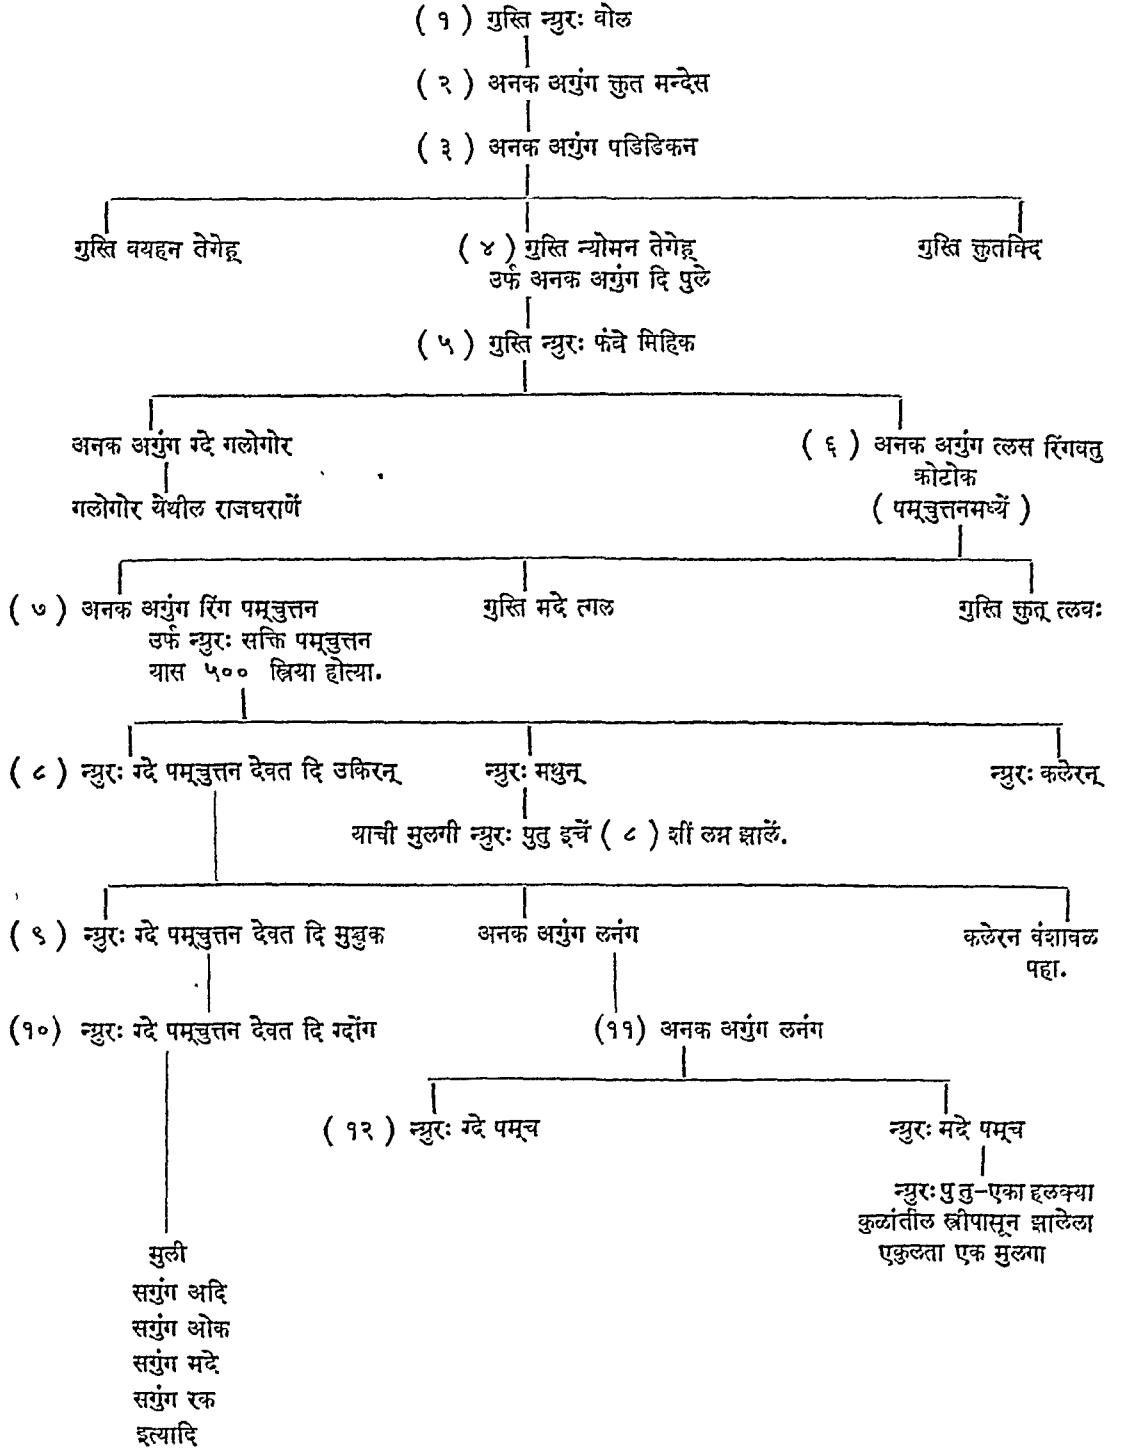 ( १ ) गुस्ति न्ग्रुरः वोल
( २ ) अनक अगुंग क्तुत मन्देस
( ३ ) अनक अगुंग पडिडिकन
गुस्ति वयहन तेगेह्
( ४ ) गुस्ति न्योमन तेगेह्
गुस्ति क्तुतक्दि
उर्फ अनक अगुंग दि पुले
( ५ ) गुस्ति न्ग्रुरः फंवे मिहिक
अनक अगुंग ग्दे गलोगोर
( ६ ) अनक अगुंग त्लस रिंगवतु
क्रोटोक
गलोगोर येथील राजघराणें
( पम्चुत्तनमध्यें )
( ७ ) अनक अगुंग रिंग पम्चुत्तन
गुस्ति मदे त्गल
गुस्ति क्तुत् त्लवः
उर्फ न्ग्रुरः सक्ति पम्चुत्तन
यास ५०० स्त्रिया होत्या.
( ८ ) न्ग्रुरः ग्दे पम्चुत्तन देवत दि उकिरन्
न्ग्रुरः मथुन्
न्ग्रुरः कलेरन्
याची मुलगी न्ग्रुरः पुतु इचें ( ८ ) शीं लग्न झालें.
( ९ ) न्ग्रुरः ग्दे पम्चुत्तन देवत दि मुञ्चुक
अनक अगुंग लनंग
कलेरन वंशावळ
पहा.
(१०) न्ग्रुरः ग्दे पम्चुत्तन देवत दि ग्दोंग
(११) अनक अगुंग लनंग
( १२ ) न्ग्रुरः ग्दे पम्च
न्ग्रुरः मदे पम्च
न्ग्रुरः पुतु-एका हलक्या
कुळांतील स्त्रीपासून झालेला
एकुलता एक मुलगा
मुली
सगुंग अदि
सगुंग ओक
सगुंग मदे
सगुंग रक
इत्यादि